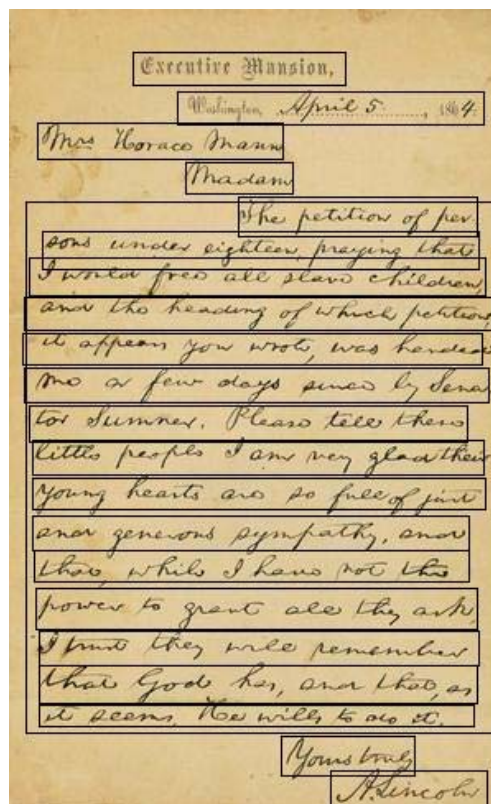 Executive Mansion,
Washington, April 5, 1864.
Mrs Horace Mann
Madam
The petition of per-
sons under eighteen, praying that
I would free all slave children,
and the heading of which petition
it appears you wrote, was handed
me a few days since by Sena-
tor Sumner. Please tell these
little people I am very glad their
young hearts are so full of just
and generous sympathy, and
that, while I have not the
power to grant all they ask,
I trust they will remember
that God has, and that, as
it seems, He wills to do it.
Yours truly
A. Lincoln